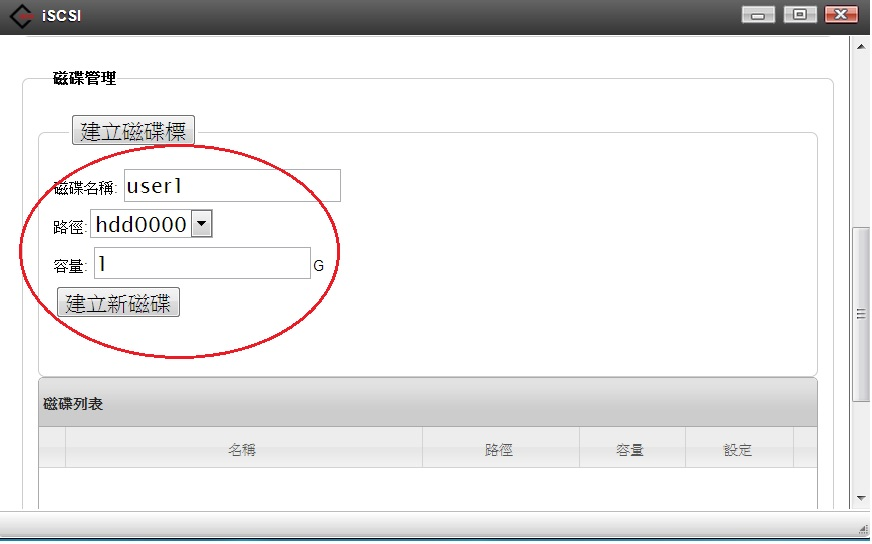 iSCSI
磁碟管理
建立磁碟標
磁碟名稱: user1
路徑: hdd0000
容量: 1 G
建立新磁碟
磁碟列表
名稱 路徑 容量 設定